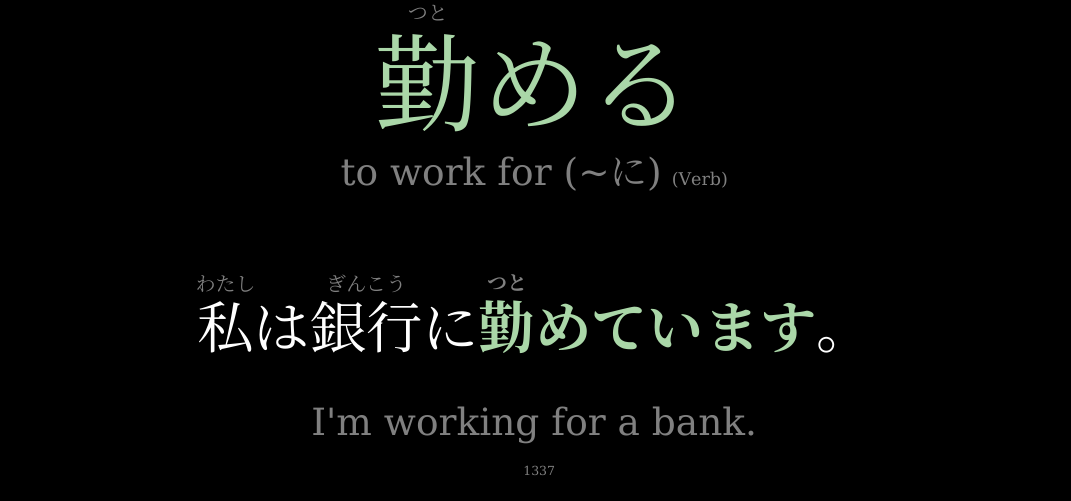 つと
勤める
to work for (~に) (Verb)
わたし ぎんこう つと
私は銀行に勤めています。
I'm working for a bank.
1337